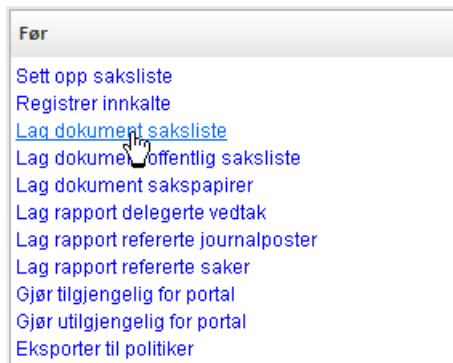 Før
Sett opp saksliste
Registrer innkalte
Lag dokument saksliste
Lag dokument offentlig saksliste
Lag dokument sakspapirer
Lag rapport delegerte vedtak
Lag rapport refererte journalposter
Lag rapport refererte saker
Gjør tilgjengelig for portal
Gjør utilgjengelig for portal
Eksporter til politiker